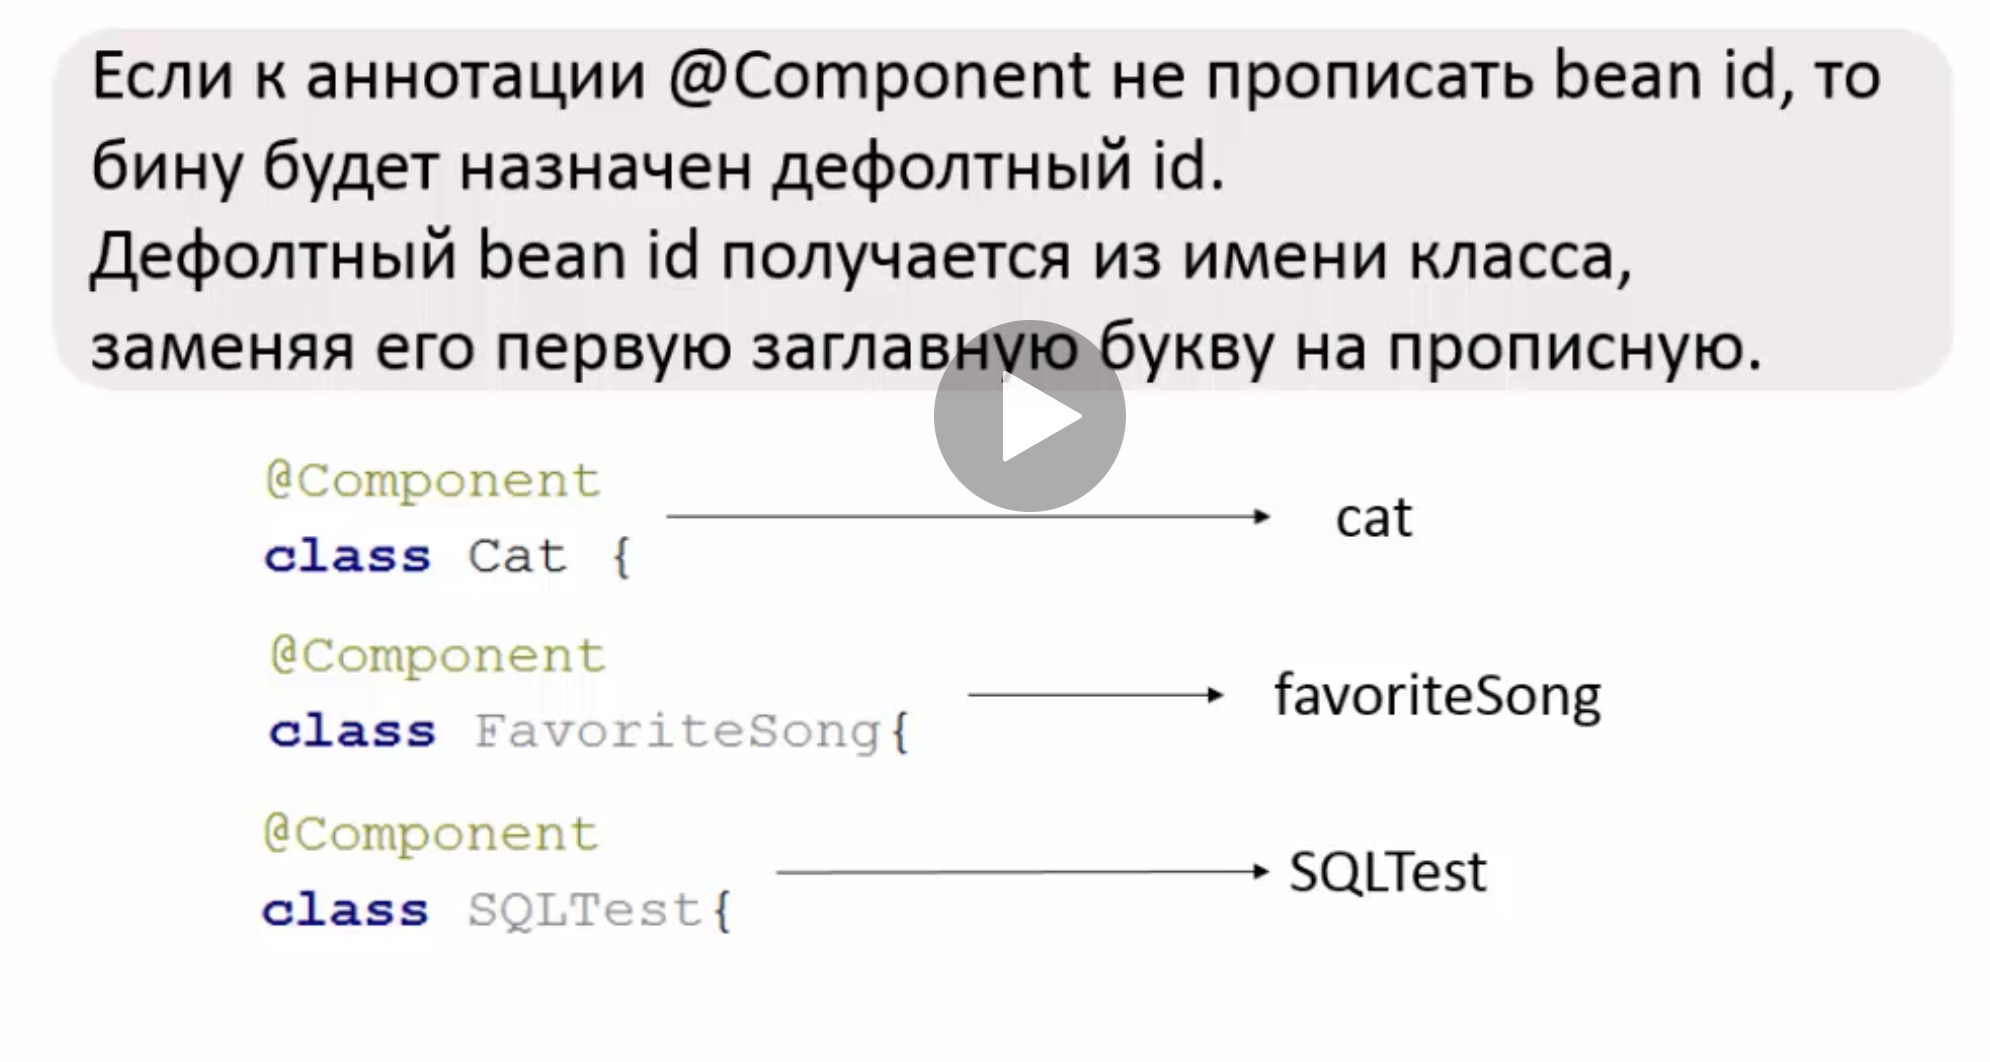 Если к аннотации @Component не прописать bean id, то
бину будет назначен дефолтный id.
Дефолтный bean id получается из имени класса,
заменяя его первую заглавную букву на прописную.
@Component
class Cat {
cat
@Component
class FavoriteSong{
favoriteSong
@Component
class SQLTest{
SQLTest